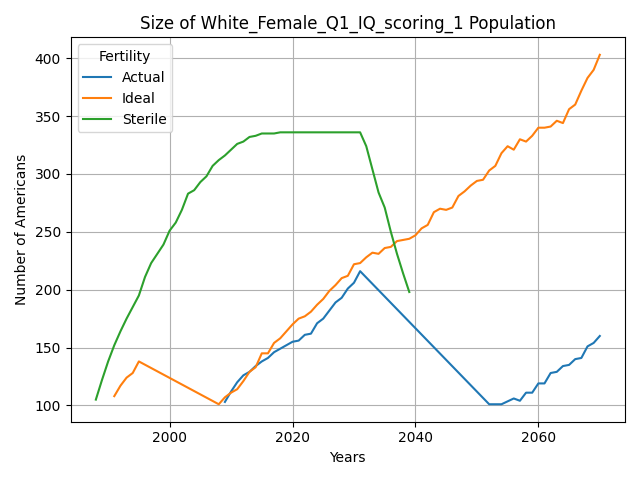 Size of White_Female_Q1_IQ_scoring_1 Population
Fertility
Actual
Ideal
Sterile
Number of Americans
400
350
300
250
200
150
100
2000
2020
2040
2060
Years